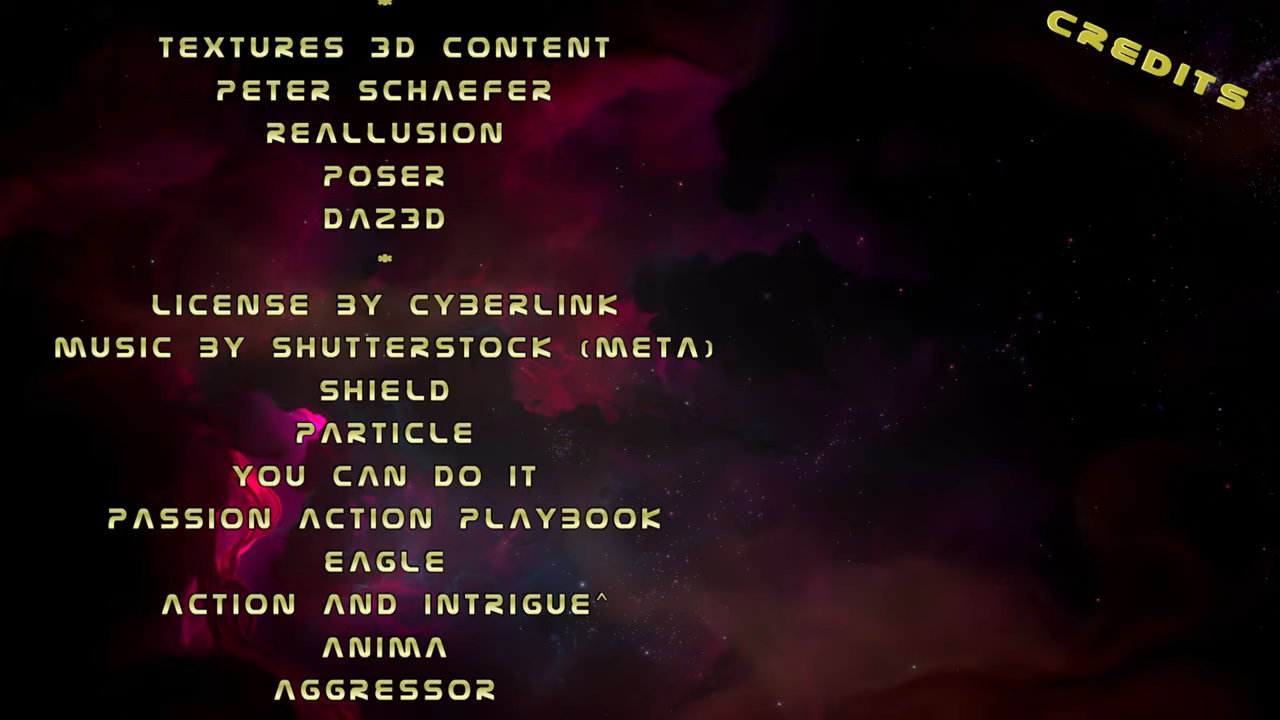 *
TEXTURES 3D CONTENT
PETER SCHAEFER
REALLUSION
POSER
DAZ3D
*
LICENSE BY CYBERLINK
MUSIC BY SHUTTERSTOCK (META)
SHIELD
PARTICLE
YOU CAN DO IT
PASSION ACTION PLAYBOOK
EAGLE
ACTION AND INTRIGUE^
ANIMA
AGGRESSOR
CREDITS